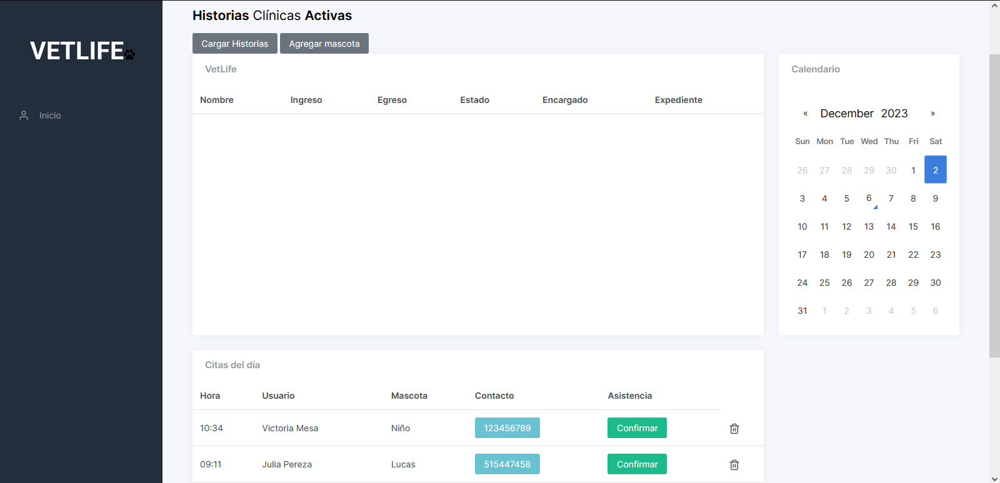 VETLIFE
Inicio
Historias Clínicas Activas
Cargar Historias Agregar mascota
VetLife
Nombre Ingreso Egreso Estado Encargado Expediente
Calendario
« December 2023 »
Sun Mon Tue Wed Thu Fri Sat
26 27 28 29 30 1 2
3 4 5 6 7 8 9
10 11 12 13 14 15 16
17 18 19 20 21 22 23
24 25 26 27 28 29 30
31 1 2 3 4 5 6
Citas del día
Hora Usuario Mascota Contacto Asistencia
10:34 Victoria Mesa Niño 123456789 Confirmar
09:11 Julia Pereza Lucas 515447458 Confirmar